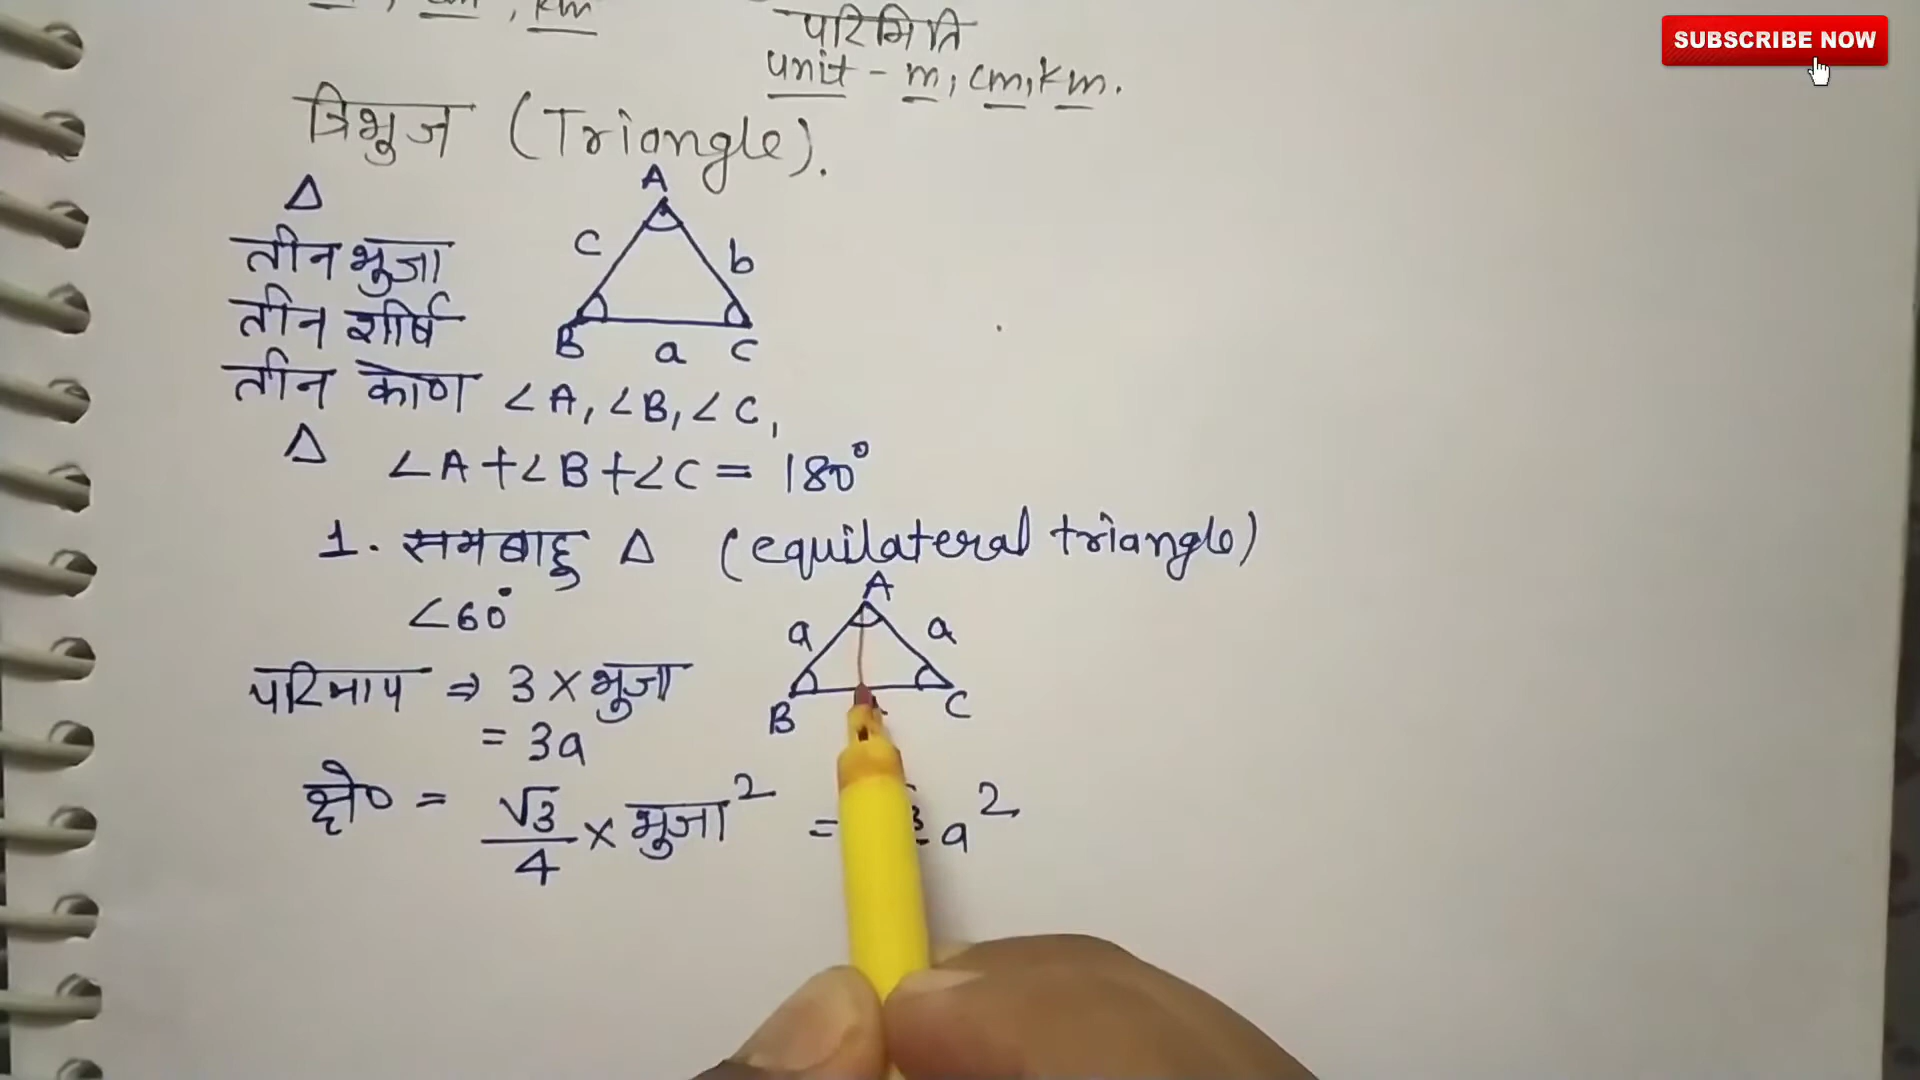 , km
परिमिति
unit - m, cm, km.
SUBSCRIBE NOW
त्रिभुज (Triangle).
Δ
A
c
b
B
a
C
तीन भुजा
तीन शीर्ष
तीन कोण ∠A, ∠B, ∠C,
Δ ∠A+∠B+∠C = 180°
1. समबाहु Δ (equilateral triangle)
∠60°
A
a
a
B
C
परिमाप ⇒ 3 × भुजा
= 3a
क्षे० = √3/4 × भुजा² = a²